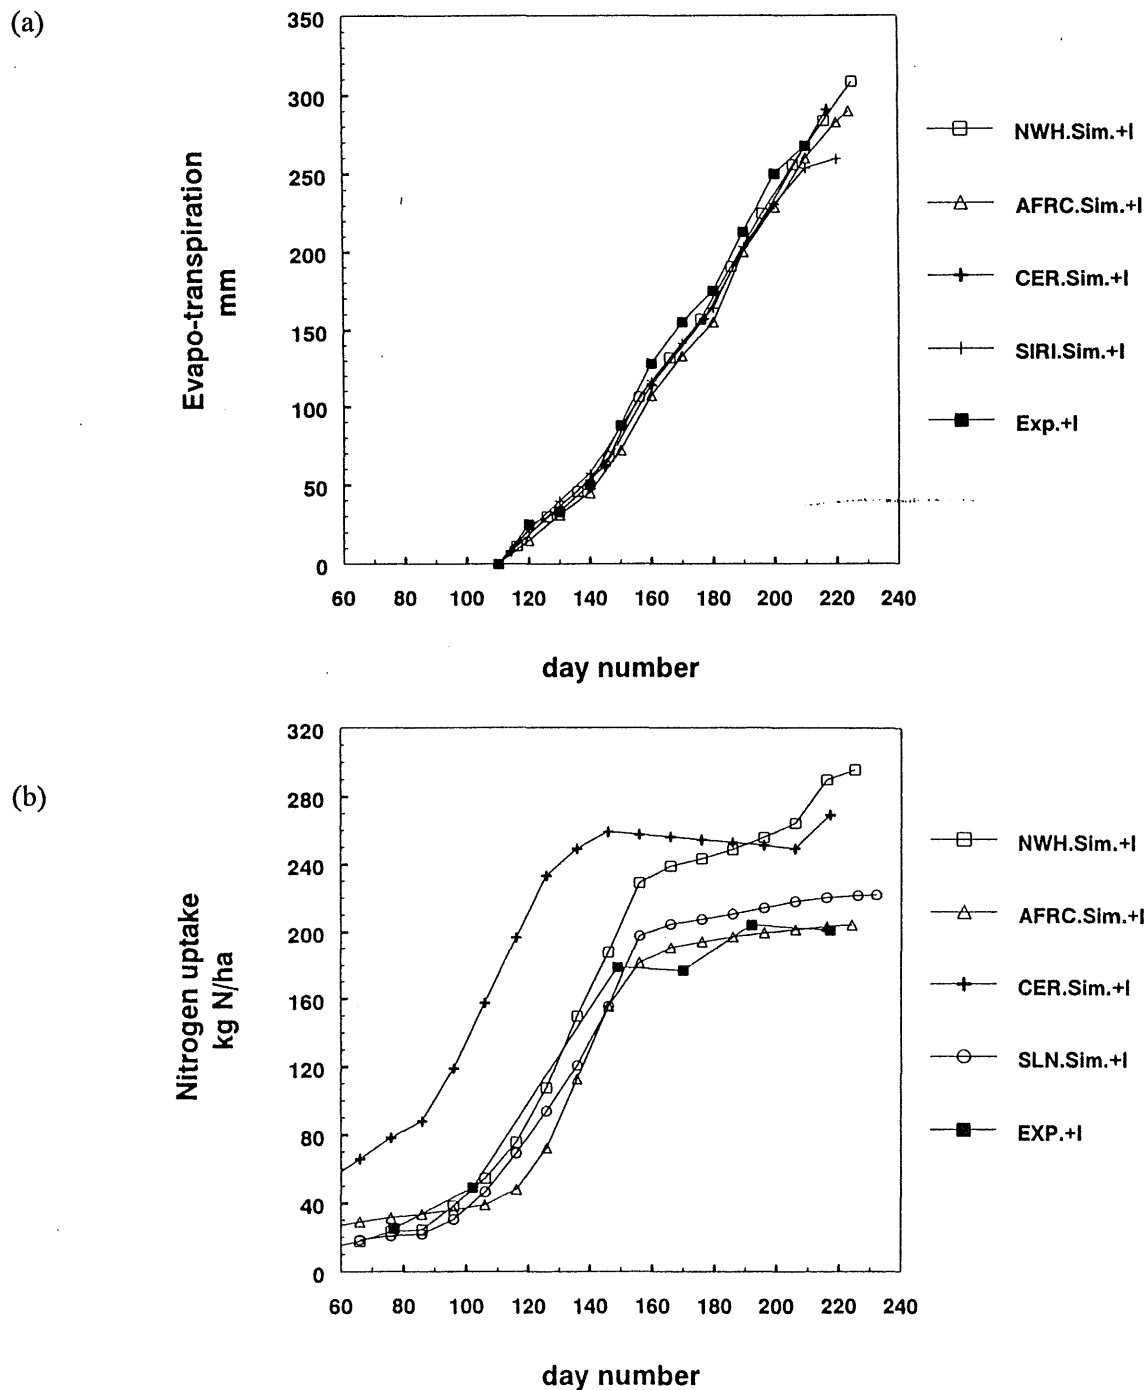 (a)
350
300
250
200
150
100
50
0
Evapo-transpiration
mm
60 80 100 120 140 160 180 200 220 240
day number
NWH.Sim.+I
AFRC.Sim.+I
CER.Sim.+I
SIRI.Sim.+I
Exp.+I
(b)
320
280
240
200
160
120
80
40
0
Nitrogen uptake
kg N/ha
60 80 100 120 140 160 180 200 220 240
day number
NWH.Sim.+I
AFRC.Sim.+I
CER.Sim.+I
SLN.Sim.+I
EXP.+I